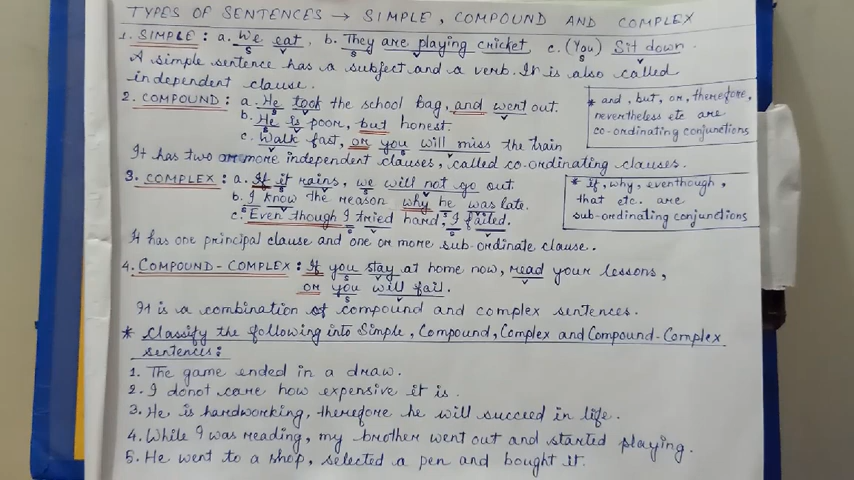 TYPES OF SENTENCES → SIMPLE, COMPOUND AND COMPLEX
1. SIMPLE: a. We eat, b. They are playing cricket, c. (You) Sit down.
S V S V S V
A simple sentence has a subject and a verb. It is also called
independent clause.
2. COMPOUND: a. He took the school bag, and went out.
b. He is poor, but honest.
c. Walk fast, or you will miss the train
It has two or more independent clauses, called co-ordinating clauses.
* and, but, or, therefore,
nevertheless etc are
co-ordinating conjunctions
3. COMPLEX: a. If it rains, we will not go out
b. I know the reason why he was late.
c. Even though I tried hard, I failed.
It has one principal clause and one or more sub-ordinate clause.
* If, why, eventhough,
that etc. are
sub-ordinating conjunctions
4. COMPOUND-COMPLEX: If you stay at home now, read your lessons,
S V V
or you will fail.
S V
It is a combination of compound and complex sentences.
* Classify the following into Simple, Compound, Complex and Compound-Complex
sentences:
1. The game ended in a draw.
2. I donot care how expensive it is.
3. He is hardworking, therefore he will succeed in life.
4. While I was reading, my brother went out and started playing.
5. He went to a shop, selected a pen and bought it.